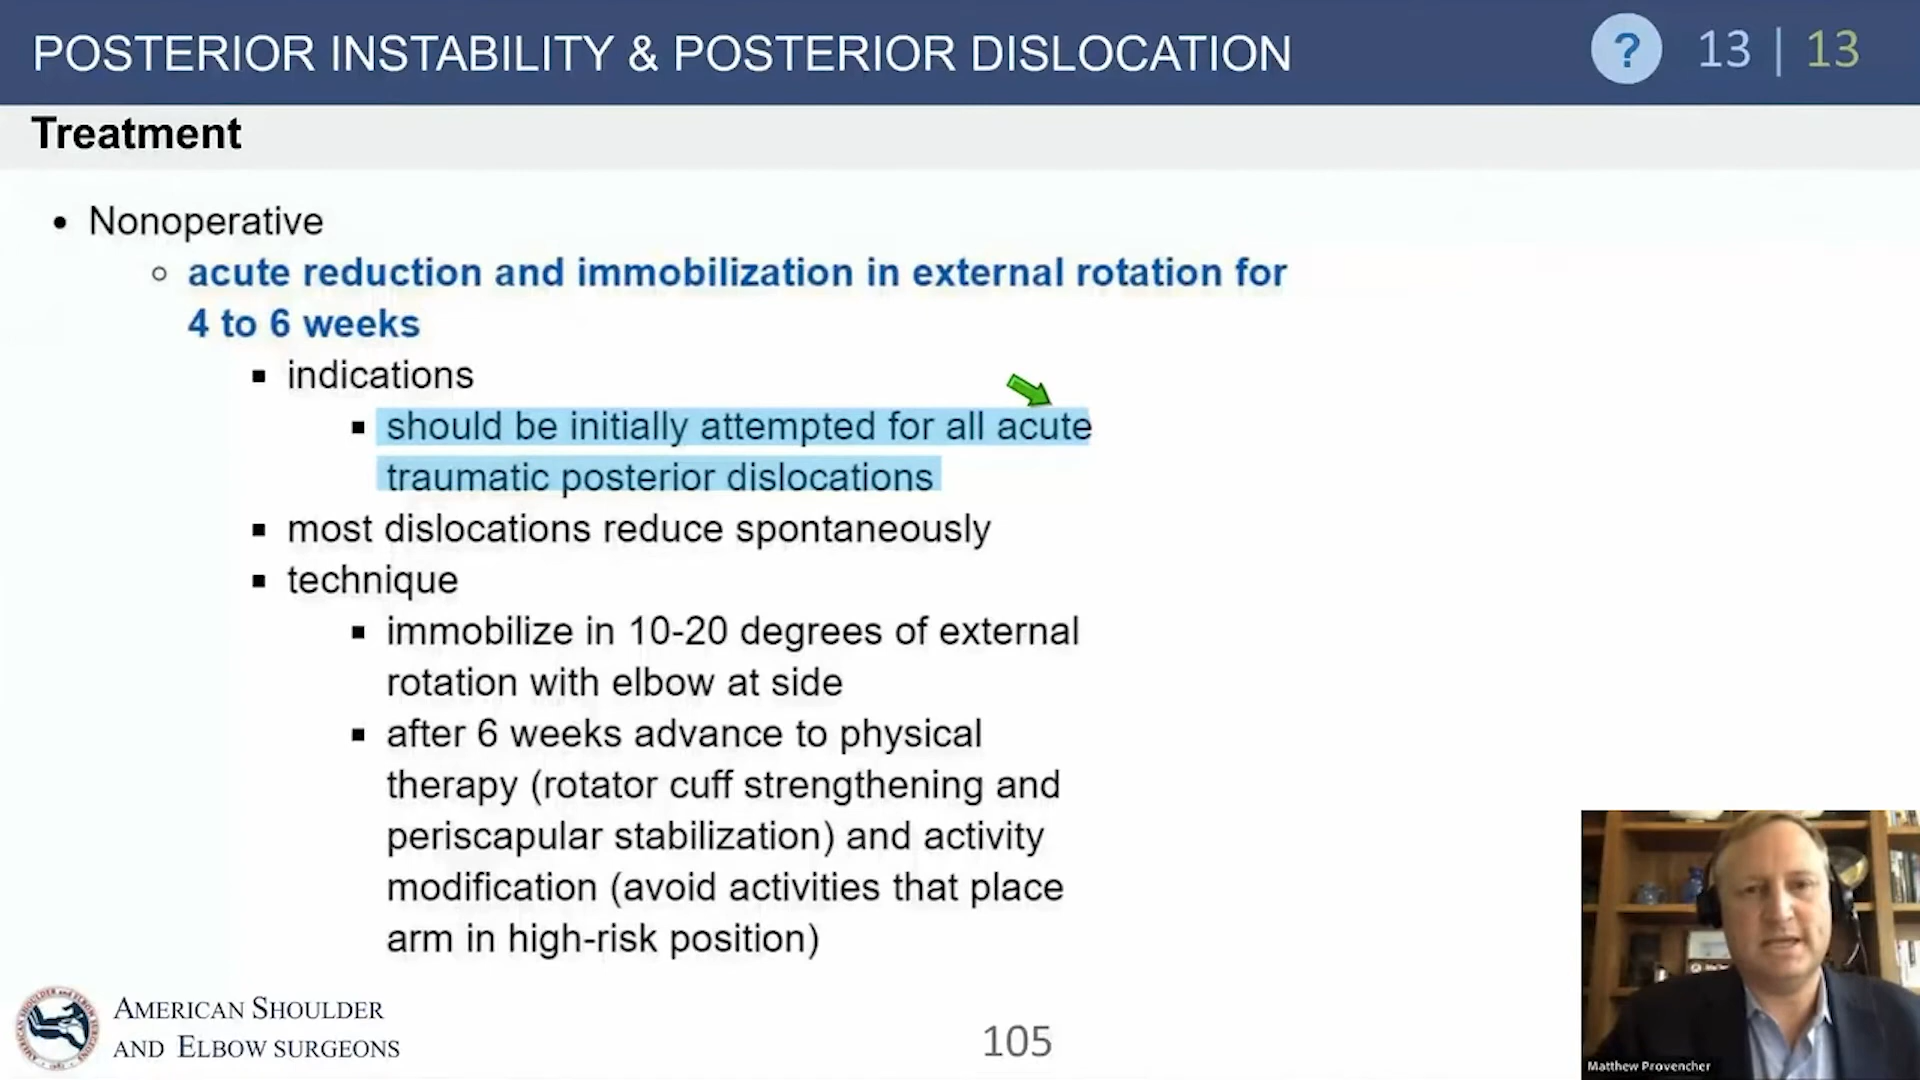 POSTERIOR INSTABILITY & POSTERIOR DISLOCATION
? 13 | 13
Treatment
• Nonoperative
○ acute reduction and immobilization in external rotation for
4 to 6 weeks
▪ indications
▪ should be initially attempted for all acute
traumatic posterior dislocations
▪ most dislocations reduce spontaneously
▪ technique
▪ immobilize in 10-20 degrees of external
rotation with elbow at side
▪ after 6 weeks advance to physical
therapy (rotator cuff strengthening and
periscapular stabilization) and activity
modification (avoid activities that place
arm in high-risk position)
AMERICAN SHOULDER
AND ELBOW SURGEONS
105
Matthew Provencher